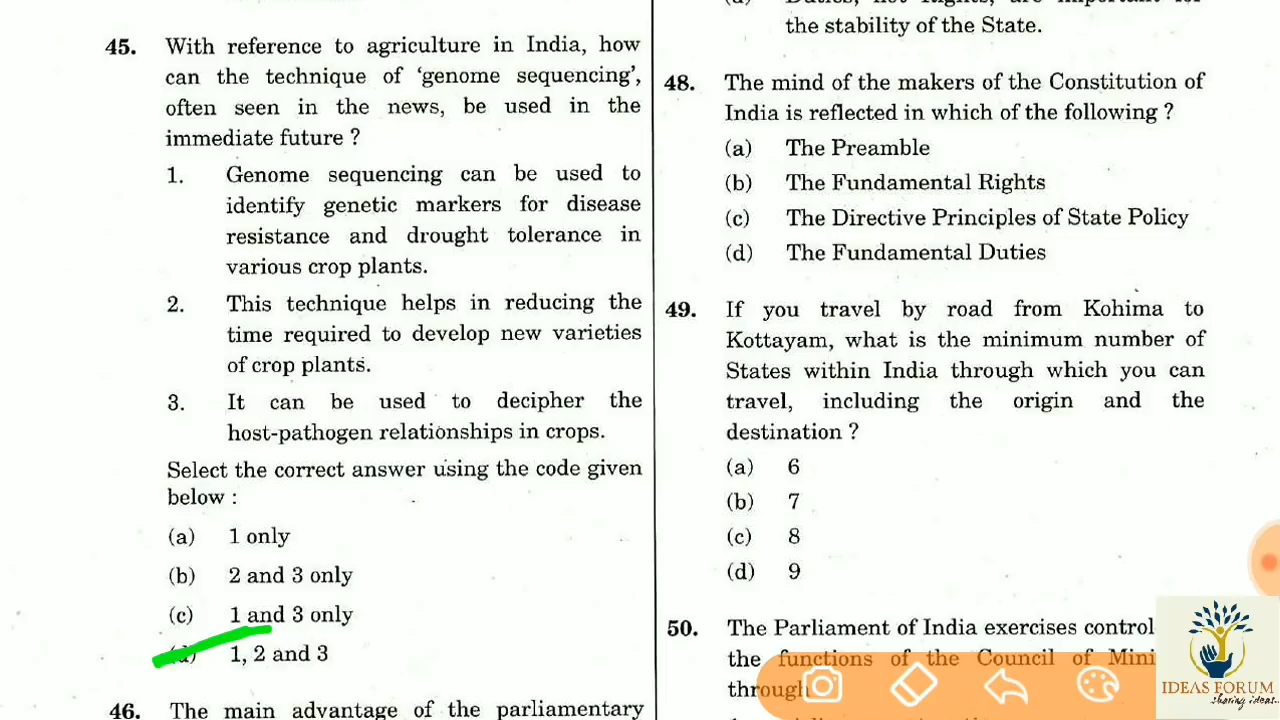 45. With reference to agriculture in India, how
can the technique of ‘genome sequencing’,
often seen in the news, be used in the
immediate future ?
1. Genome sequencing can be used to
identify genetic markers for disease
resistance and drought tolerance in
various crop plants.
2. This technique helps in reducing the
time required to develop new varieties
of crop plants.
3. It can be used to decipher the
host-pathogen relationships in crops.
Select the correct answer using the code given
below :
(a) 1 only
(b) 2 and 3 only
(c) 1 and 3 only
(d) 1, 2 and 3
46. The main advantage of the parliamentary
the stability of the State.
48. The mind of the makers of the Constitution of
India is reflected in which of the following ?
(a) The Preamble
(b) The Fundamental Rights
(c) The Directive Principles of State Policy
(d) The Fundamental Duties
49. If you travel by road from Kohima to
Kottayam, what is the minimum number of
States within India through which you can
travel, including the origin and the
destination ?
(a) 6
(b) 7
(c) 8
(d) 9
50. The Parliament of India exercises control
the functions of the Council of
through
IDEAS FORUM
sharing ideas